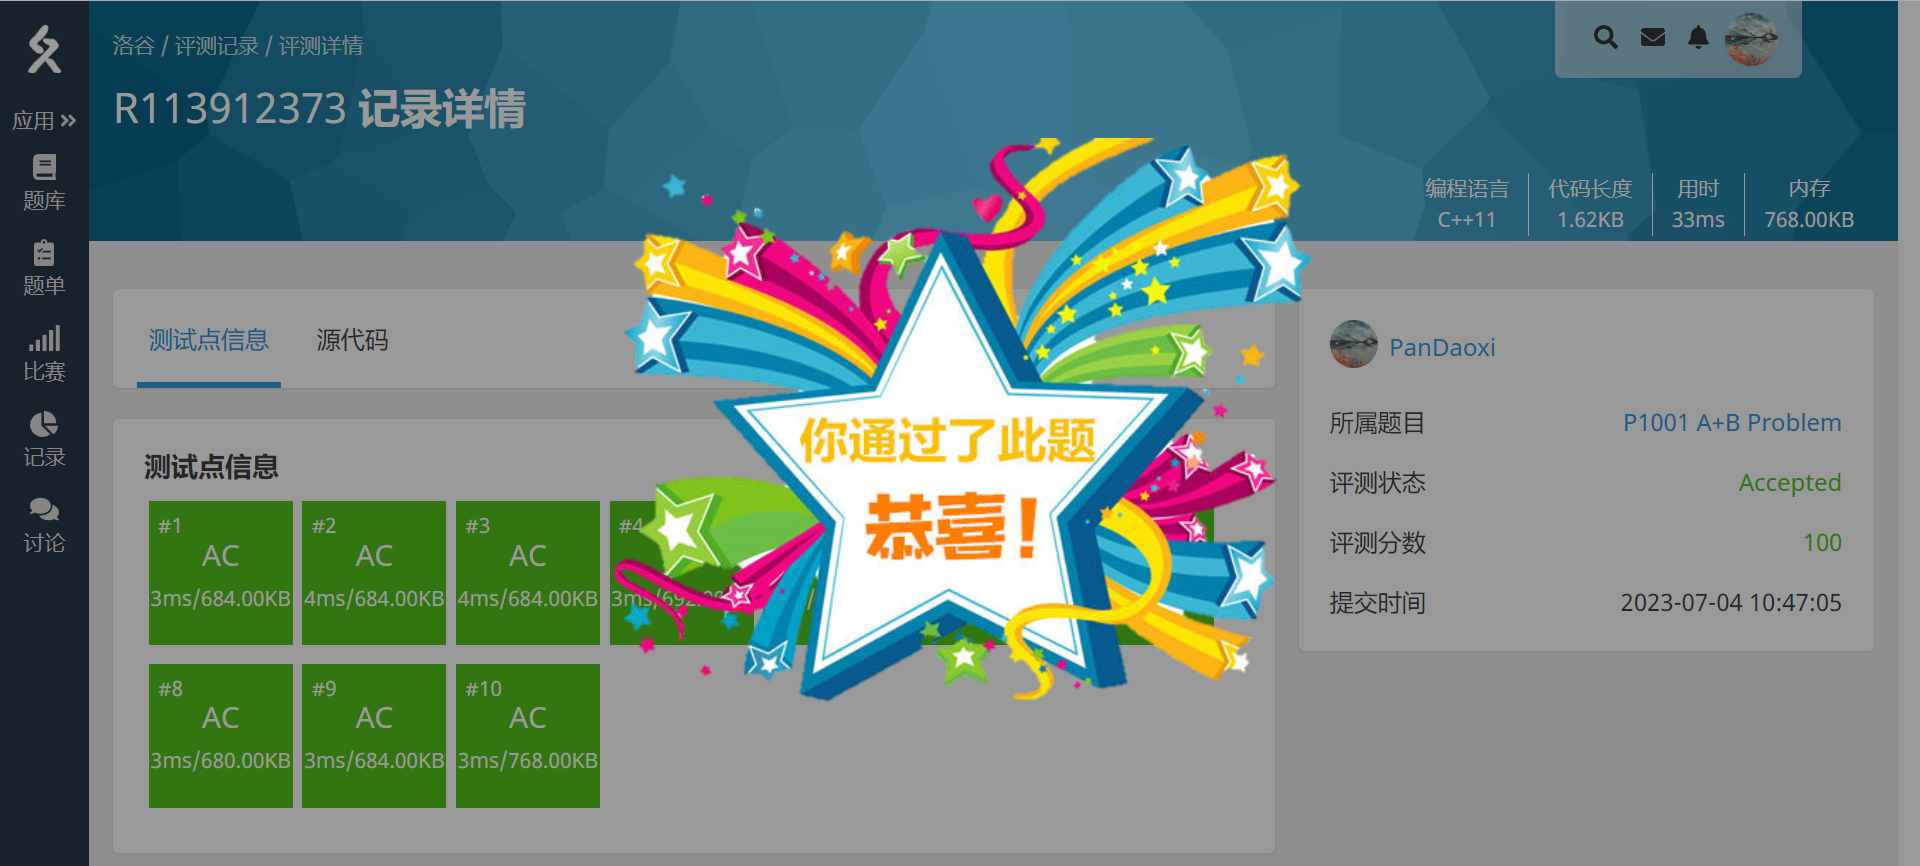 洛谷 / 评测记录 / 评测详情
R113912373 记录详情
应用
题库
题单
比赛
记录
讨论
编程语言
C++11
代码长度
1.62KB
用时
33ms
内存
768.00KB
测试点信息
源代码
测试点信息
#1
AC
3ms/684.00KB
#2
AC
4ms/684.00KB
#3
AC
4ms/684.00KB
#4
#8
AC
3ms/680.00KB
#9
AC
3ms/684.00KB
#10
AC
3ms/768.00KB
你通过了此题
恭喜!
PanDaoxi
所属题目
P1001 A+B Problem
评测状态
Accepted
评测分数
100
提交时间
2023-07-04 10:47:05